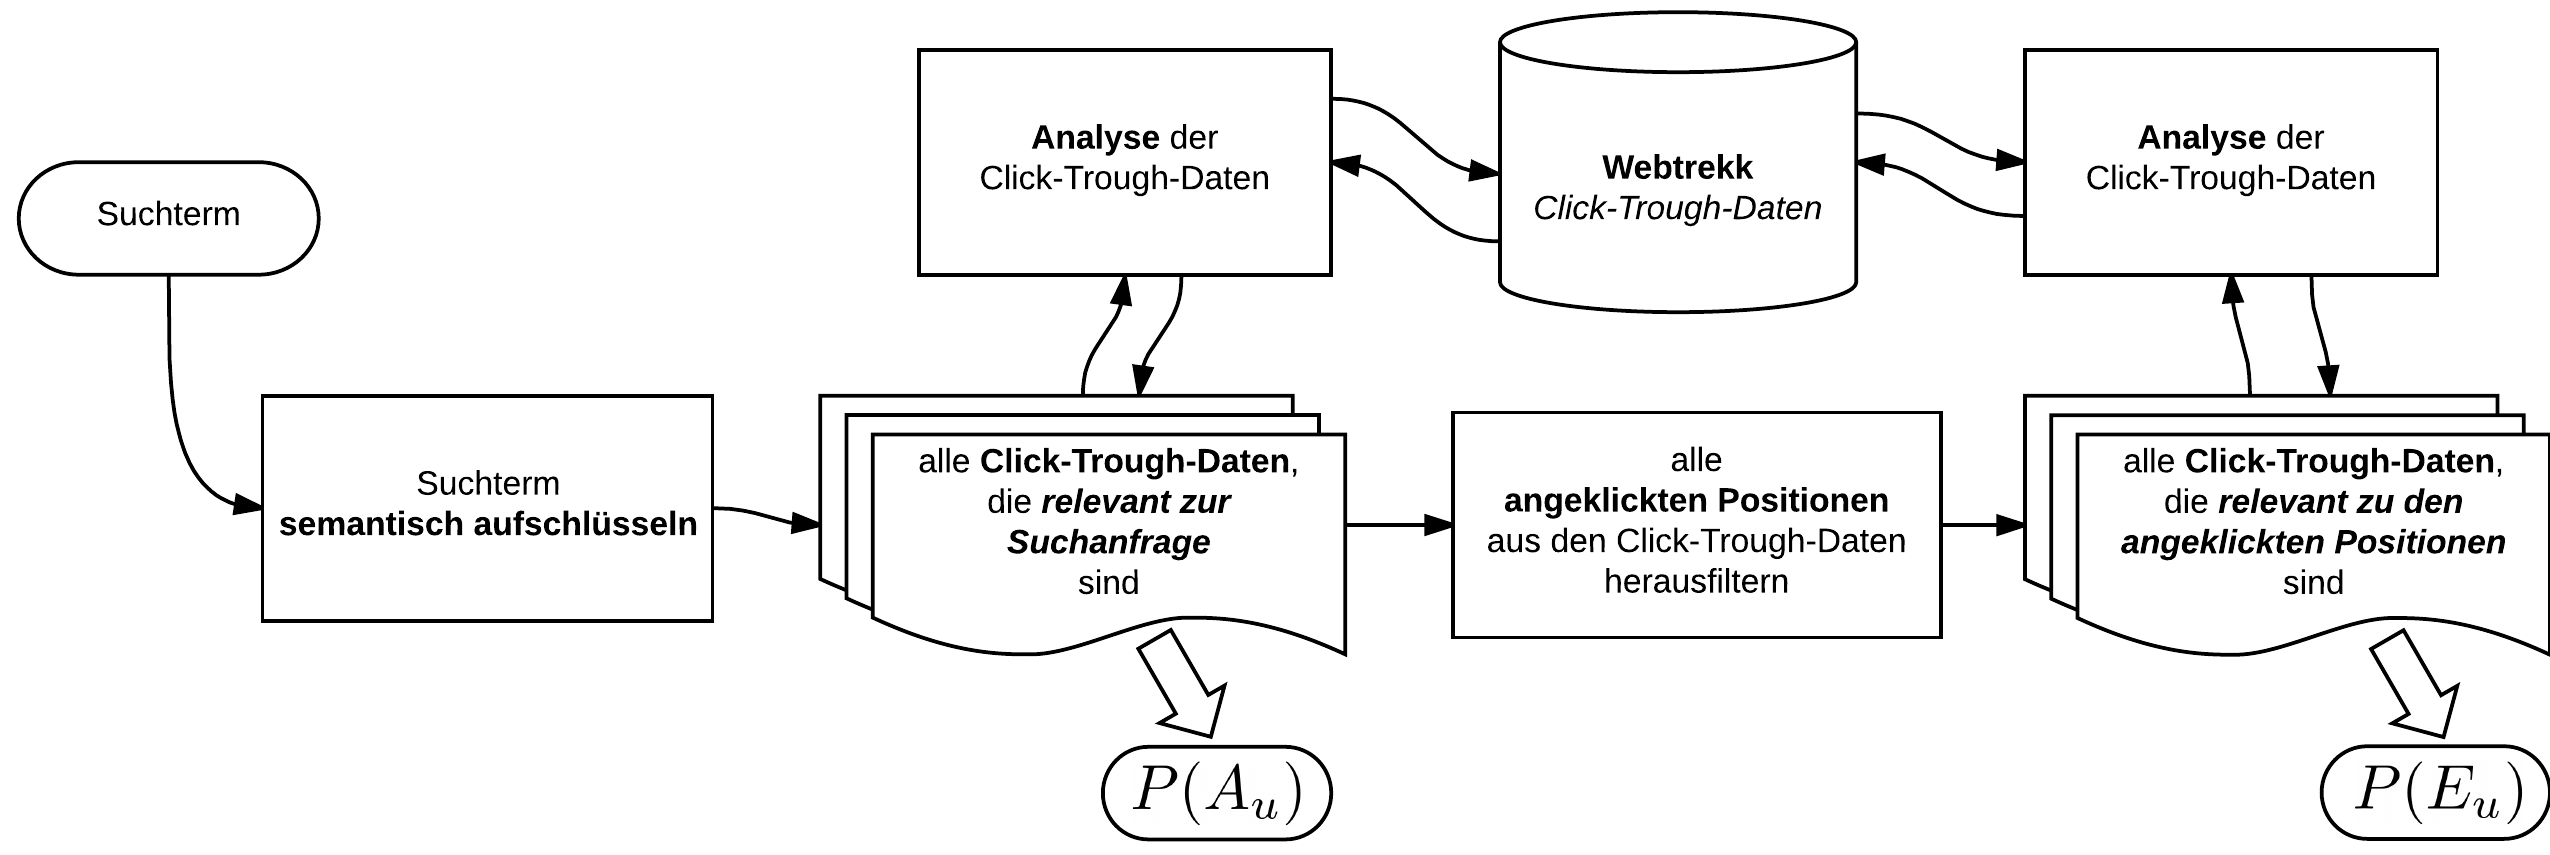 Suchterm
Analyse der
Click-Trough-Daten
Webtrekk
Click-Trough-Daten
Analyse der
Click-Trough-Daten
Suchterm
semantisch aufschlüsseln
alle Click-Trough-Daten,
die relevant zur
Suchanfrage
sind
alle
angeklickten Positionen
aus den Click-Trough-Daten
herausfiltern
alle Click-Trough-Daten,
die relevant zu den
angeklickten Positionen
sind
P(A_u)
P(E_u)